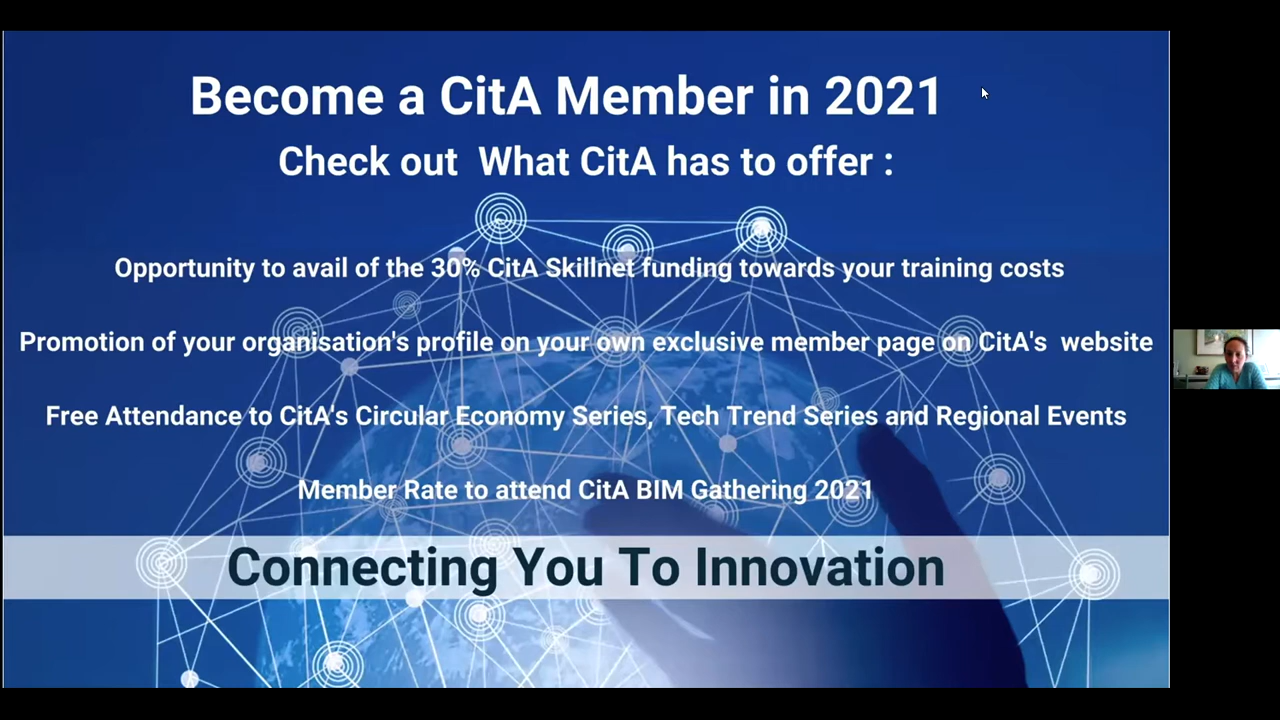 Become a CitA Member in 2021
Check out What CitA has to offer :
Opportunity to avail of the 30% CitA Skillnet funding towards your training costs
Promotion of your organisation's profile on your own exclusive member page on CitA's website
Free Attendance to CitA's Circular Economy Series, Tech Trend Series and Regional Events
Member Rate to attend CitA BIM Gathering 2021
Connecting You To Innovation